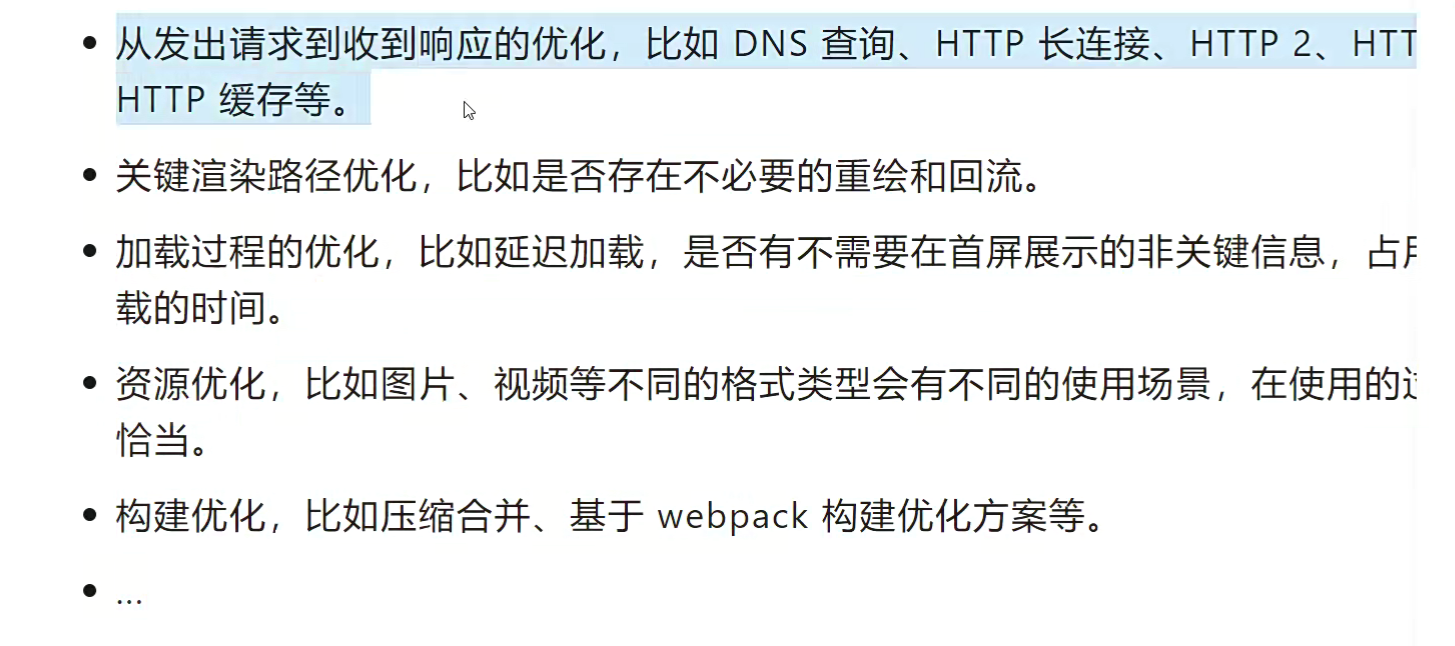 从发出请求到收到响应的优化，比如 DNS 查询、HTTP 长连接、HTTP 2、HTT
HTTP 缓存等。
关键渲染路径优化，比如是否存在不必要的重绘和回流。
加载过程的优化，比如延迟加载，是否有不需要在首屏展示的非关键信息，占
载的时间。
资源优化，比如图片、视频等不同的格式类型会有不同的使用场景，在使用的
恰当。
构建优化，比如压缩合并、基于 webpack 构建优化方案等。
...